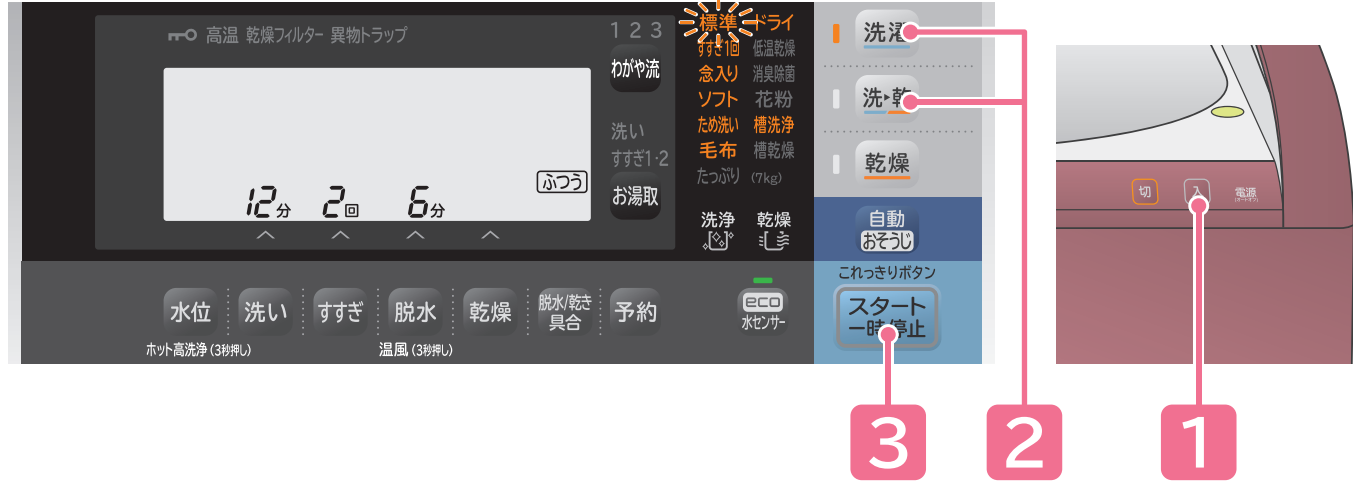 高温 乾燥フィルター 異物トラップ
1 2 3
わがや流
洗い
すすぎ1・2
お湯取
12分 2回 6分
ふつう
標準 ドライ
すすぎ1回 低温乾燥
念入り 消臭除菌
ソフト 花粉
ため洗い 槽洗浄
毛布 槽乾燥
たっぷり (7kg)
洗浄 乾燥
洗濯
洗▸乾
乾燥
自動
おそうじ
これっきりボタン
スタート
一時停止
水位
洗い
すすぎ
脱水
乾燥
脱水/乾き
具合
予約
eco
水センサー
ホット高洗浄(3秒押し)
温風(3秒押し)
切
入
電源
(オートオフ)
3
2
1